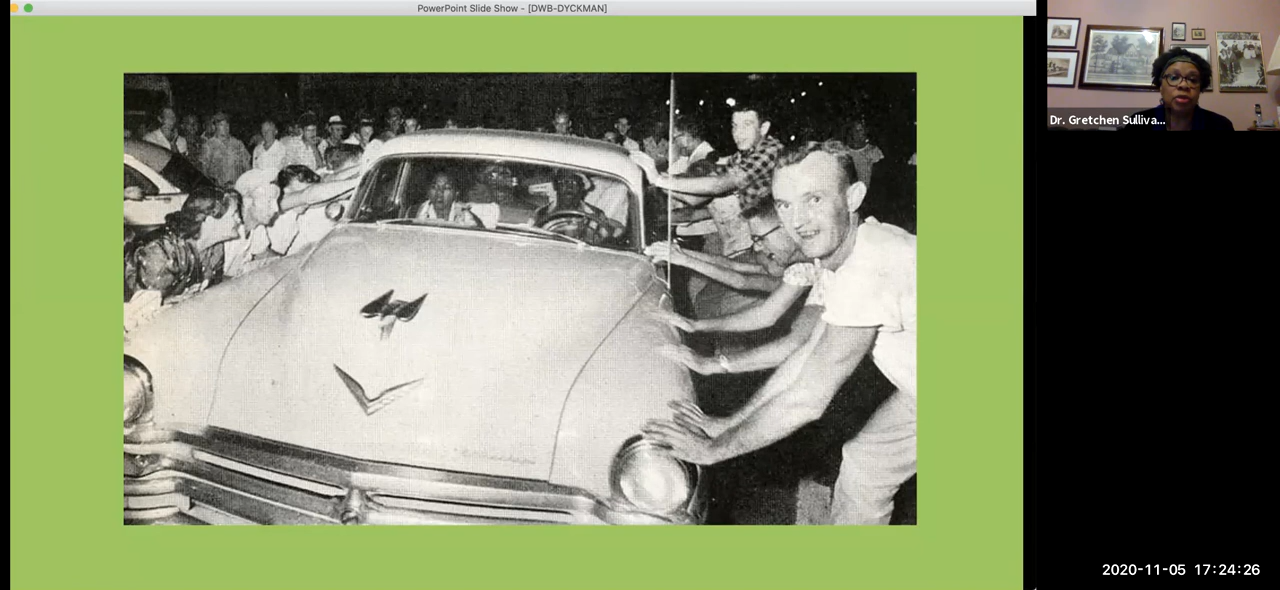 PowerPoint Slide Show - [DWB-DYCKMAN]
Dr. Gretchen Sulliva...
2020-11-05 17:24:26